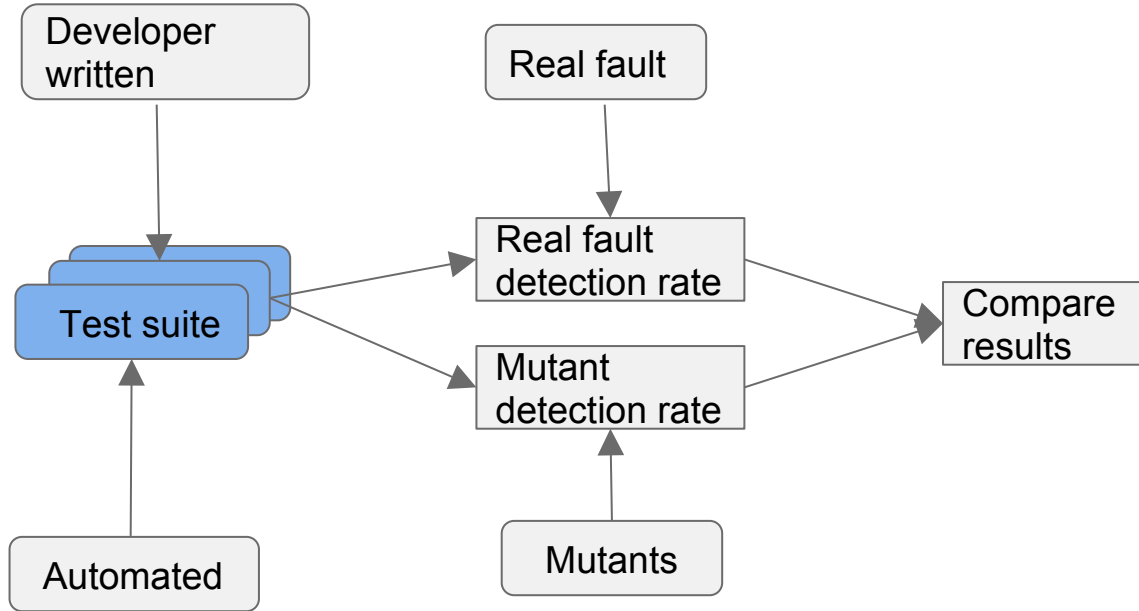 Developer
written
Real fault
Real fault
detection rate
Test suite
Compare
results
Mutant
detection rate
Automated
Mutants